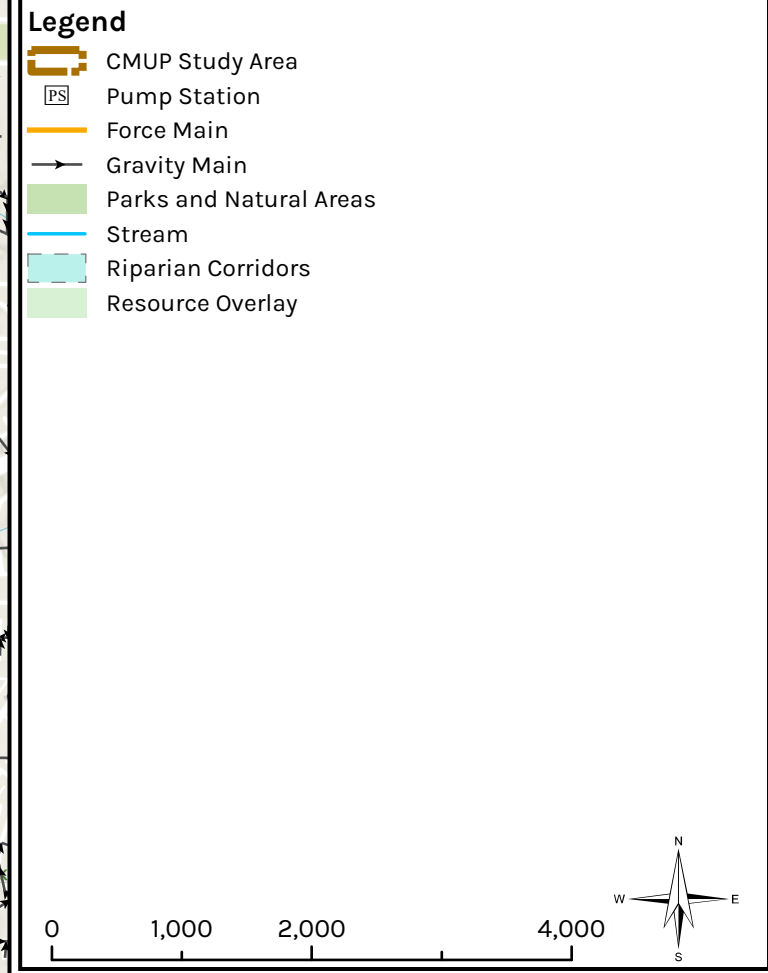 Legend
CMUP Study Area
PS Pump Station
Force Main
Gravity Main
Parks and Natural Areas
Stream
Riparian Corridors
Resource Overlay
N
W E
S
0 1,000 2,000 4,000